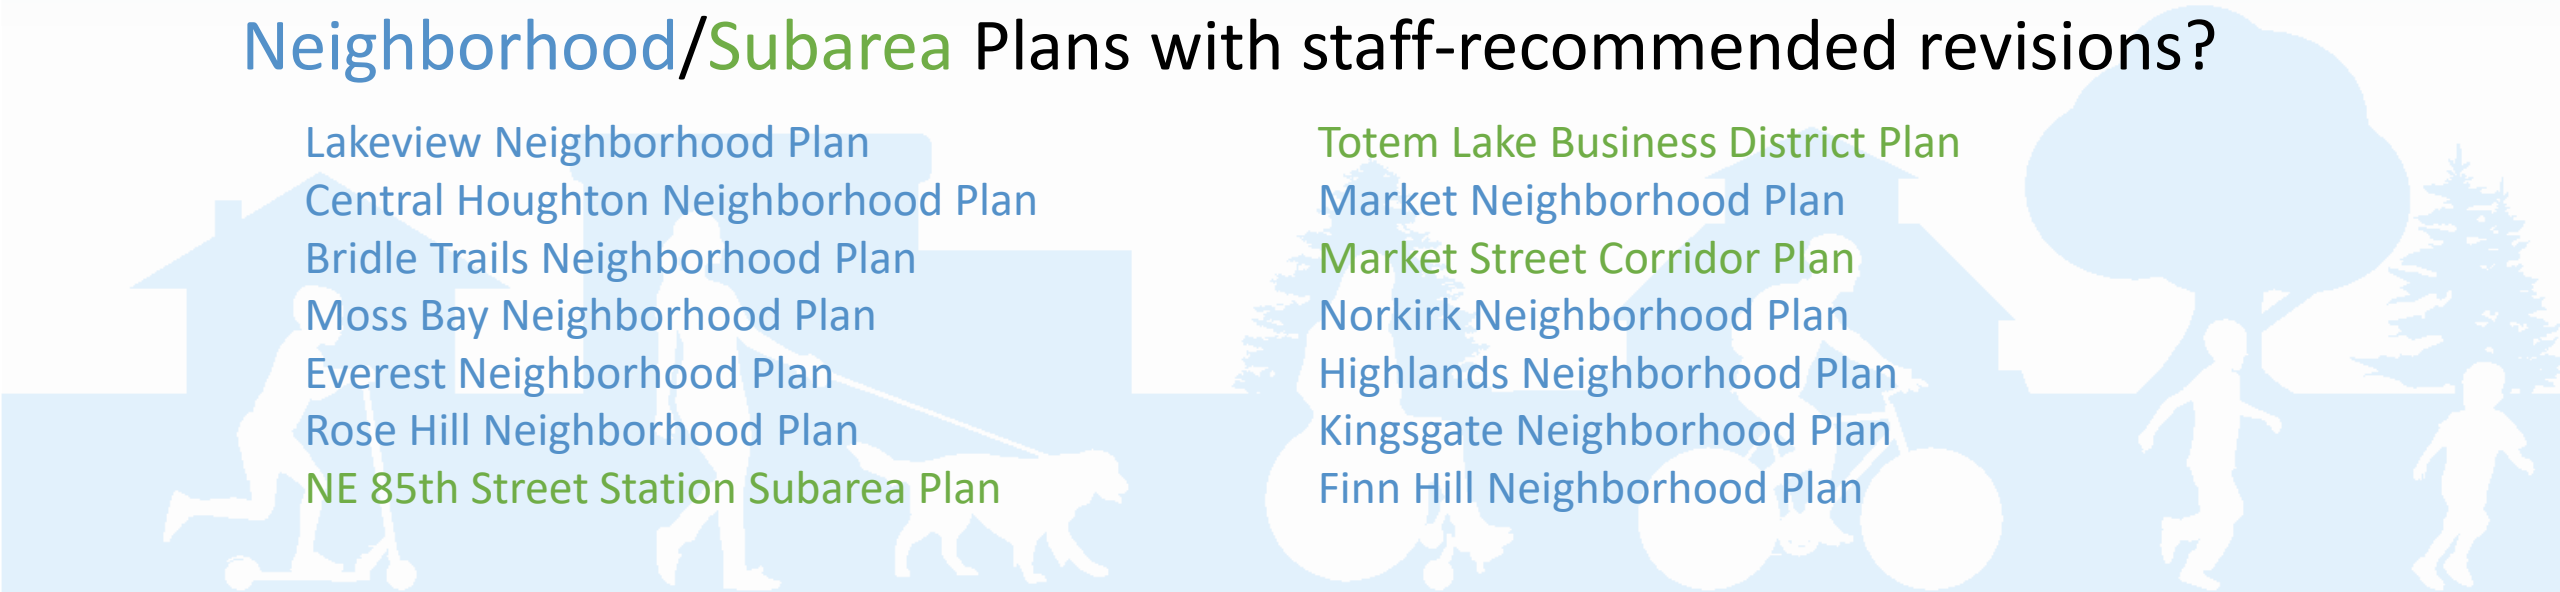 Neighborhood/Subarea Plans with staff-recommended revisions?
Lakeview Neighborhood Plan
Central Houghton Neighborhood Plan
Bridle Trails Neighborhood Plan
Moss Bay Neighborhood Plan
Everest Neighborhood Plan
Rose Hill Neighborhood Plan
NE 85th Street Station Subarea Plan
Totem Lake Business District Plan
Market Neighborhood Plan
Market Street Corridor Plan
Norkirk Neighborhood Plan
Highlands Neighborhood Plan
Kingsgate Neighborhood Plan
Finn Hill Neighborhood Plan